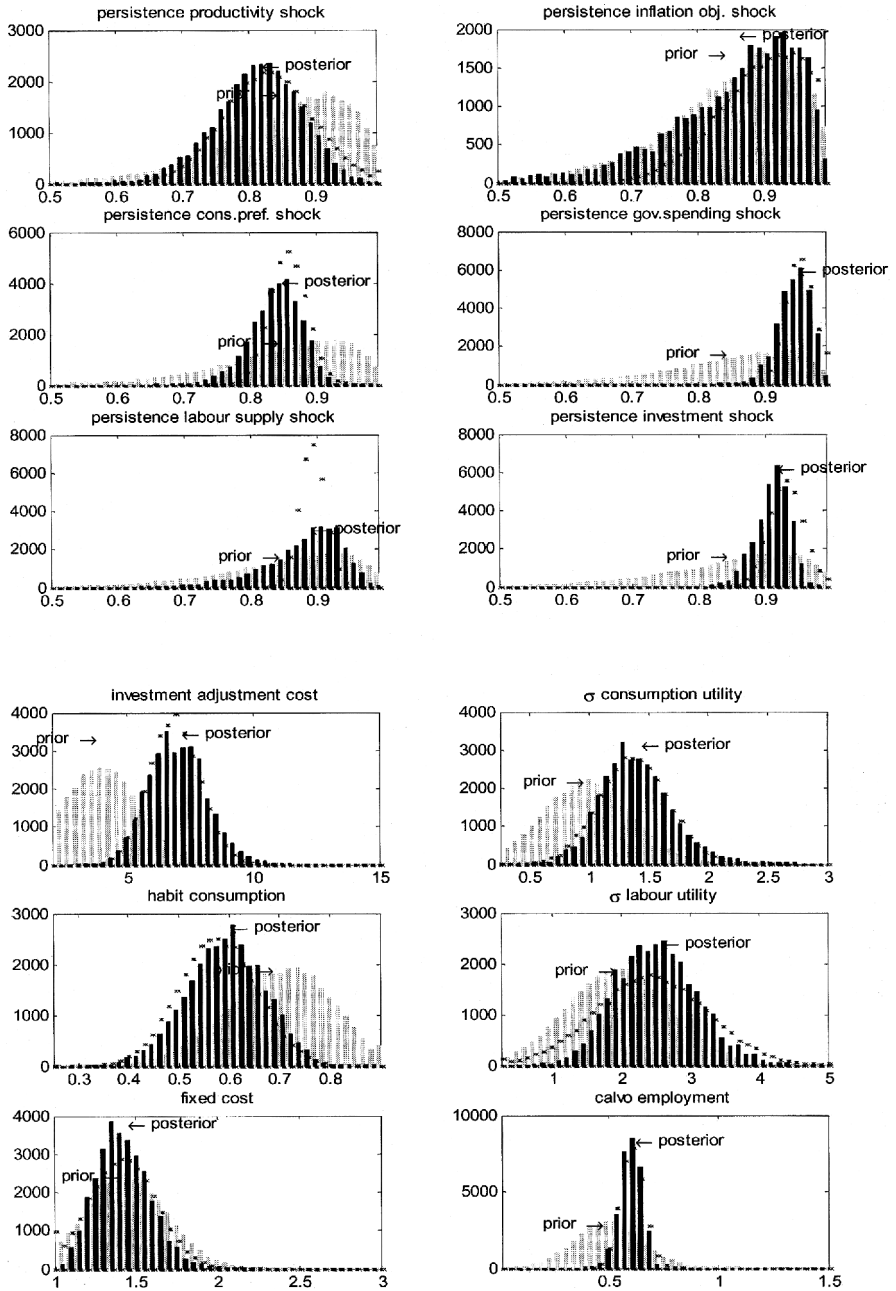 persistence productivity shock
3000
2000
1000
0
posterior
prior
0.5 0.6 0.7 0.8 0.9
persistence inflation obj. shock
2000
1500
1000
500
0
posterior
prior
0.5 0.6 0.7 0.8 0.9
persistence cons.pref. shock
6000
4000
2000
0
posterior
prior
0.5 0.6 0.7 0.8 0.9
persistence gov.spending shock
8000
6000
4000
2000
0
posterior
prior
0.5 0.6 0.7 0.8 0.9
persistence labour supply shock
8000
6000
4000
2000
0
posterior
prior
0.5 0.6 0.7 0.8 0.9
persistence investment shock
8000
6000
4000
2000
0
posterior
prior
0.5 0.6 0.7 0.8 0.9
investment adjustment cost
4000
3000
2000
1000
0
prior
posterior
5 10 15
σ consumption utility
4000
3000
2000
1000
0
posterior
prior
0.5 1 1.5 2 2.5 3
habit consumption
3000
2000
1000
0
posterior
prior
0.3 0.4 0.5 0.6 0.7 0.8
σ labour utility
3000
2000
1000
0
posterior
prior
1 2 3 4 5
fixed cost
4000
3000
2000
1000
0
posterior
prior
1 1.5 2 2.5 3
calvo employment
10000
5000
0
posterior
prior
0.5 1 1.5